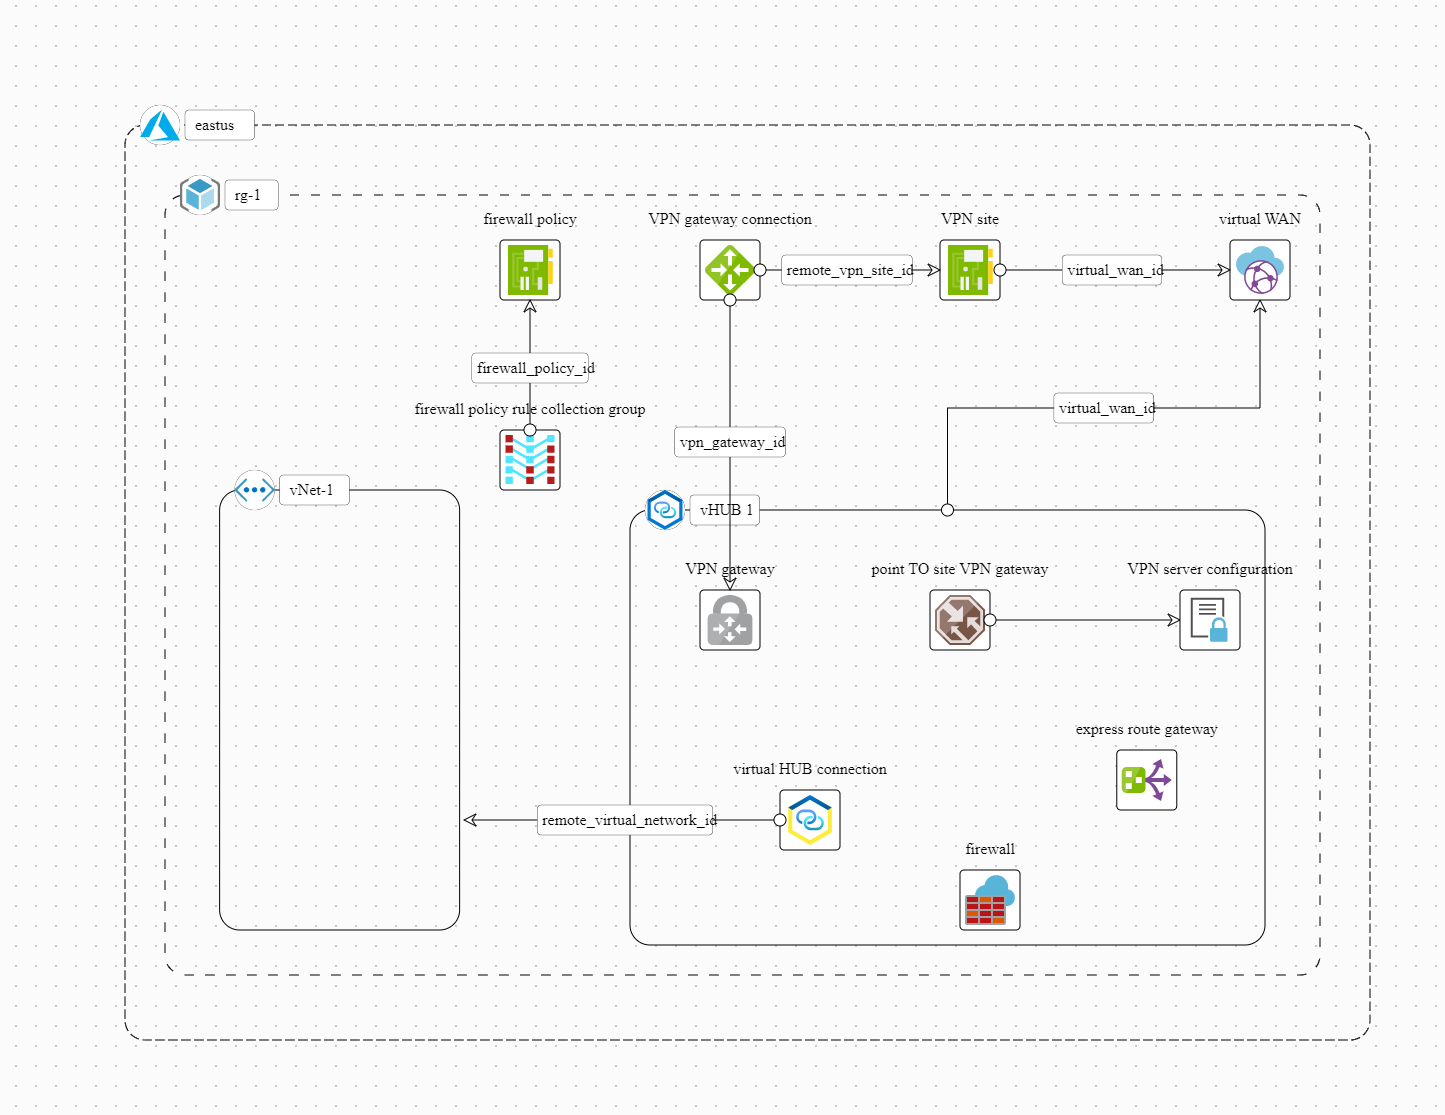 eastus
rg-1
firewall policy
VPN gateway connection
VPN site
virtual WAN
remote_vpn_site_id
virtual_wan_id
firewall_policy_id
firewall policy rule collection group
virtual_wan_id
vpn_gateway_id
vNet-1
vHUB 1
VPN gateway
point TO site VPN gateway
VPN server configuration
express route gateway
virtual HUB connection
remote_virtual_network_id
firewall